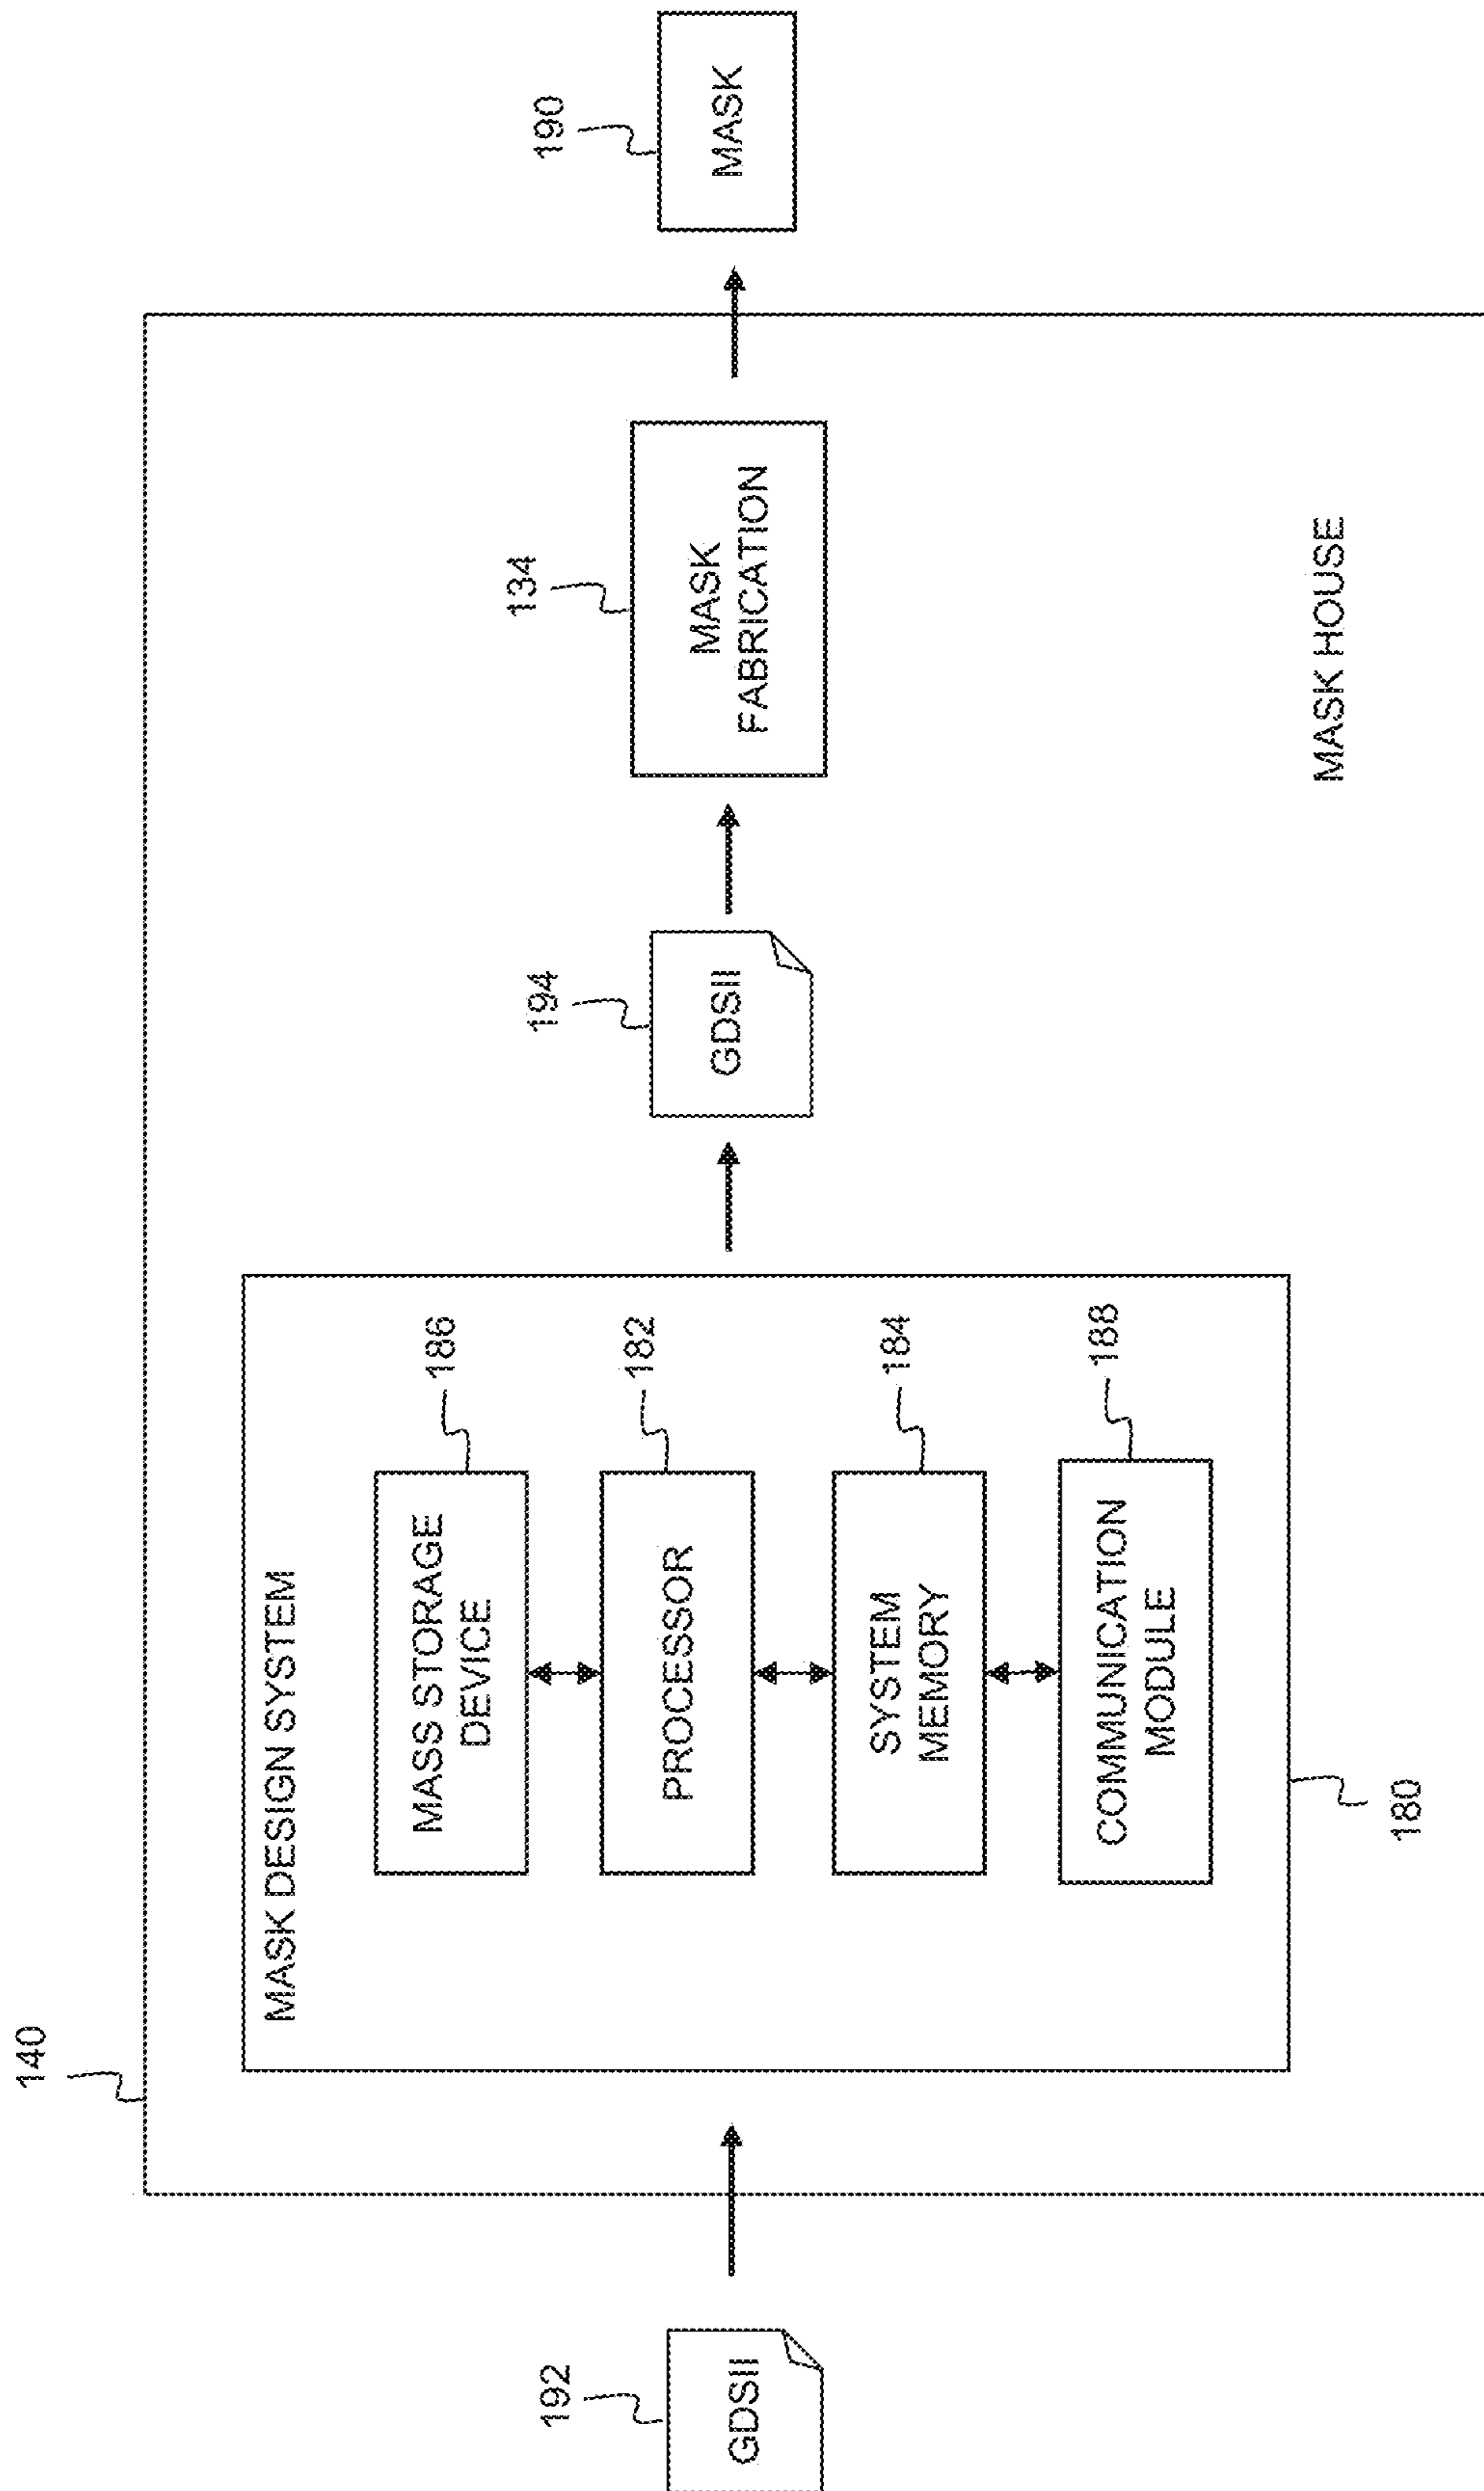 140
MASK DESIGN SYSTEM
186
MASS STORAGE
DEVICE
182
PROCESSOR
184
SYSTEM
MEMORY
188
COMMUNICATION
MODULE
180
192
GDSII
194
GDSII
134
MASK
FABRICATION
190
MASK
MASK HOUSE